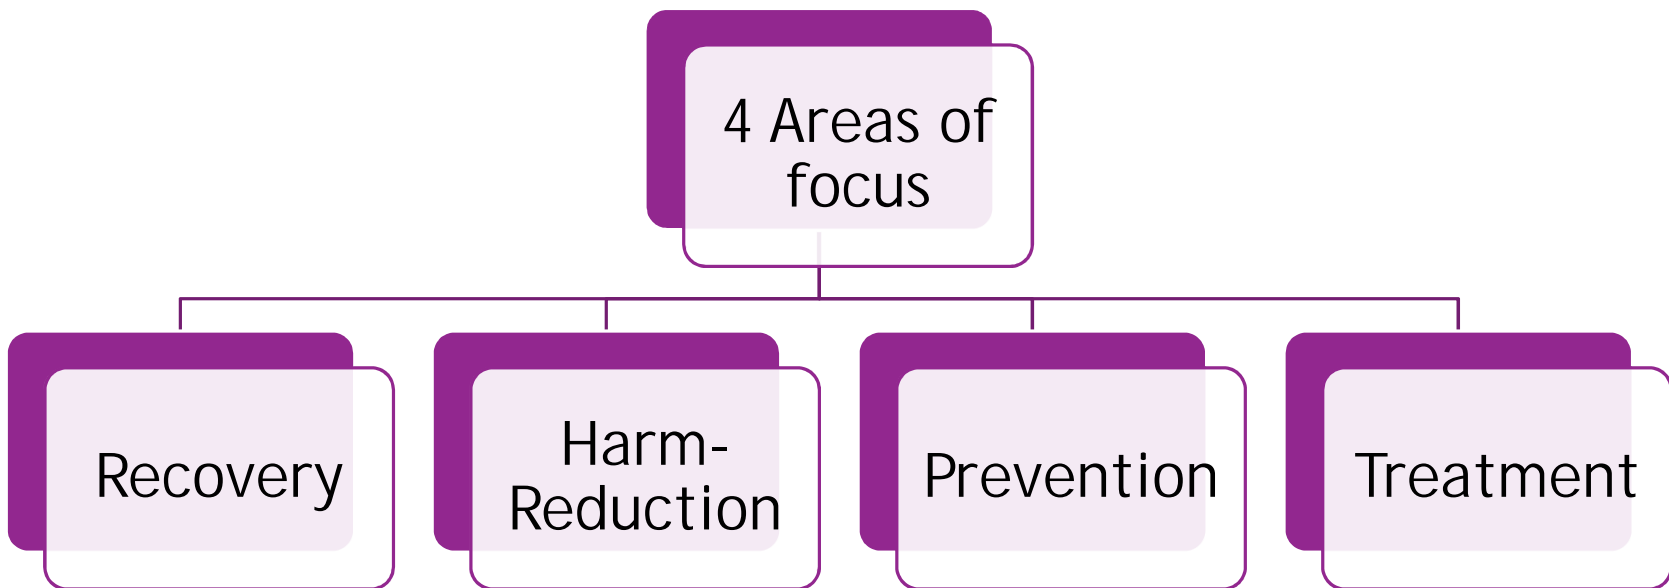 4 Areas of
focus
Recovery
Harm-
Reduction
Prevention
Treatment